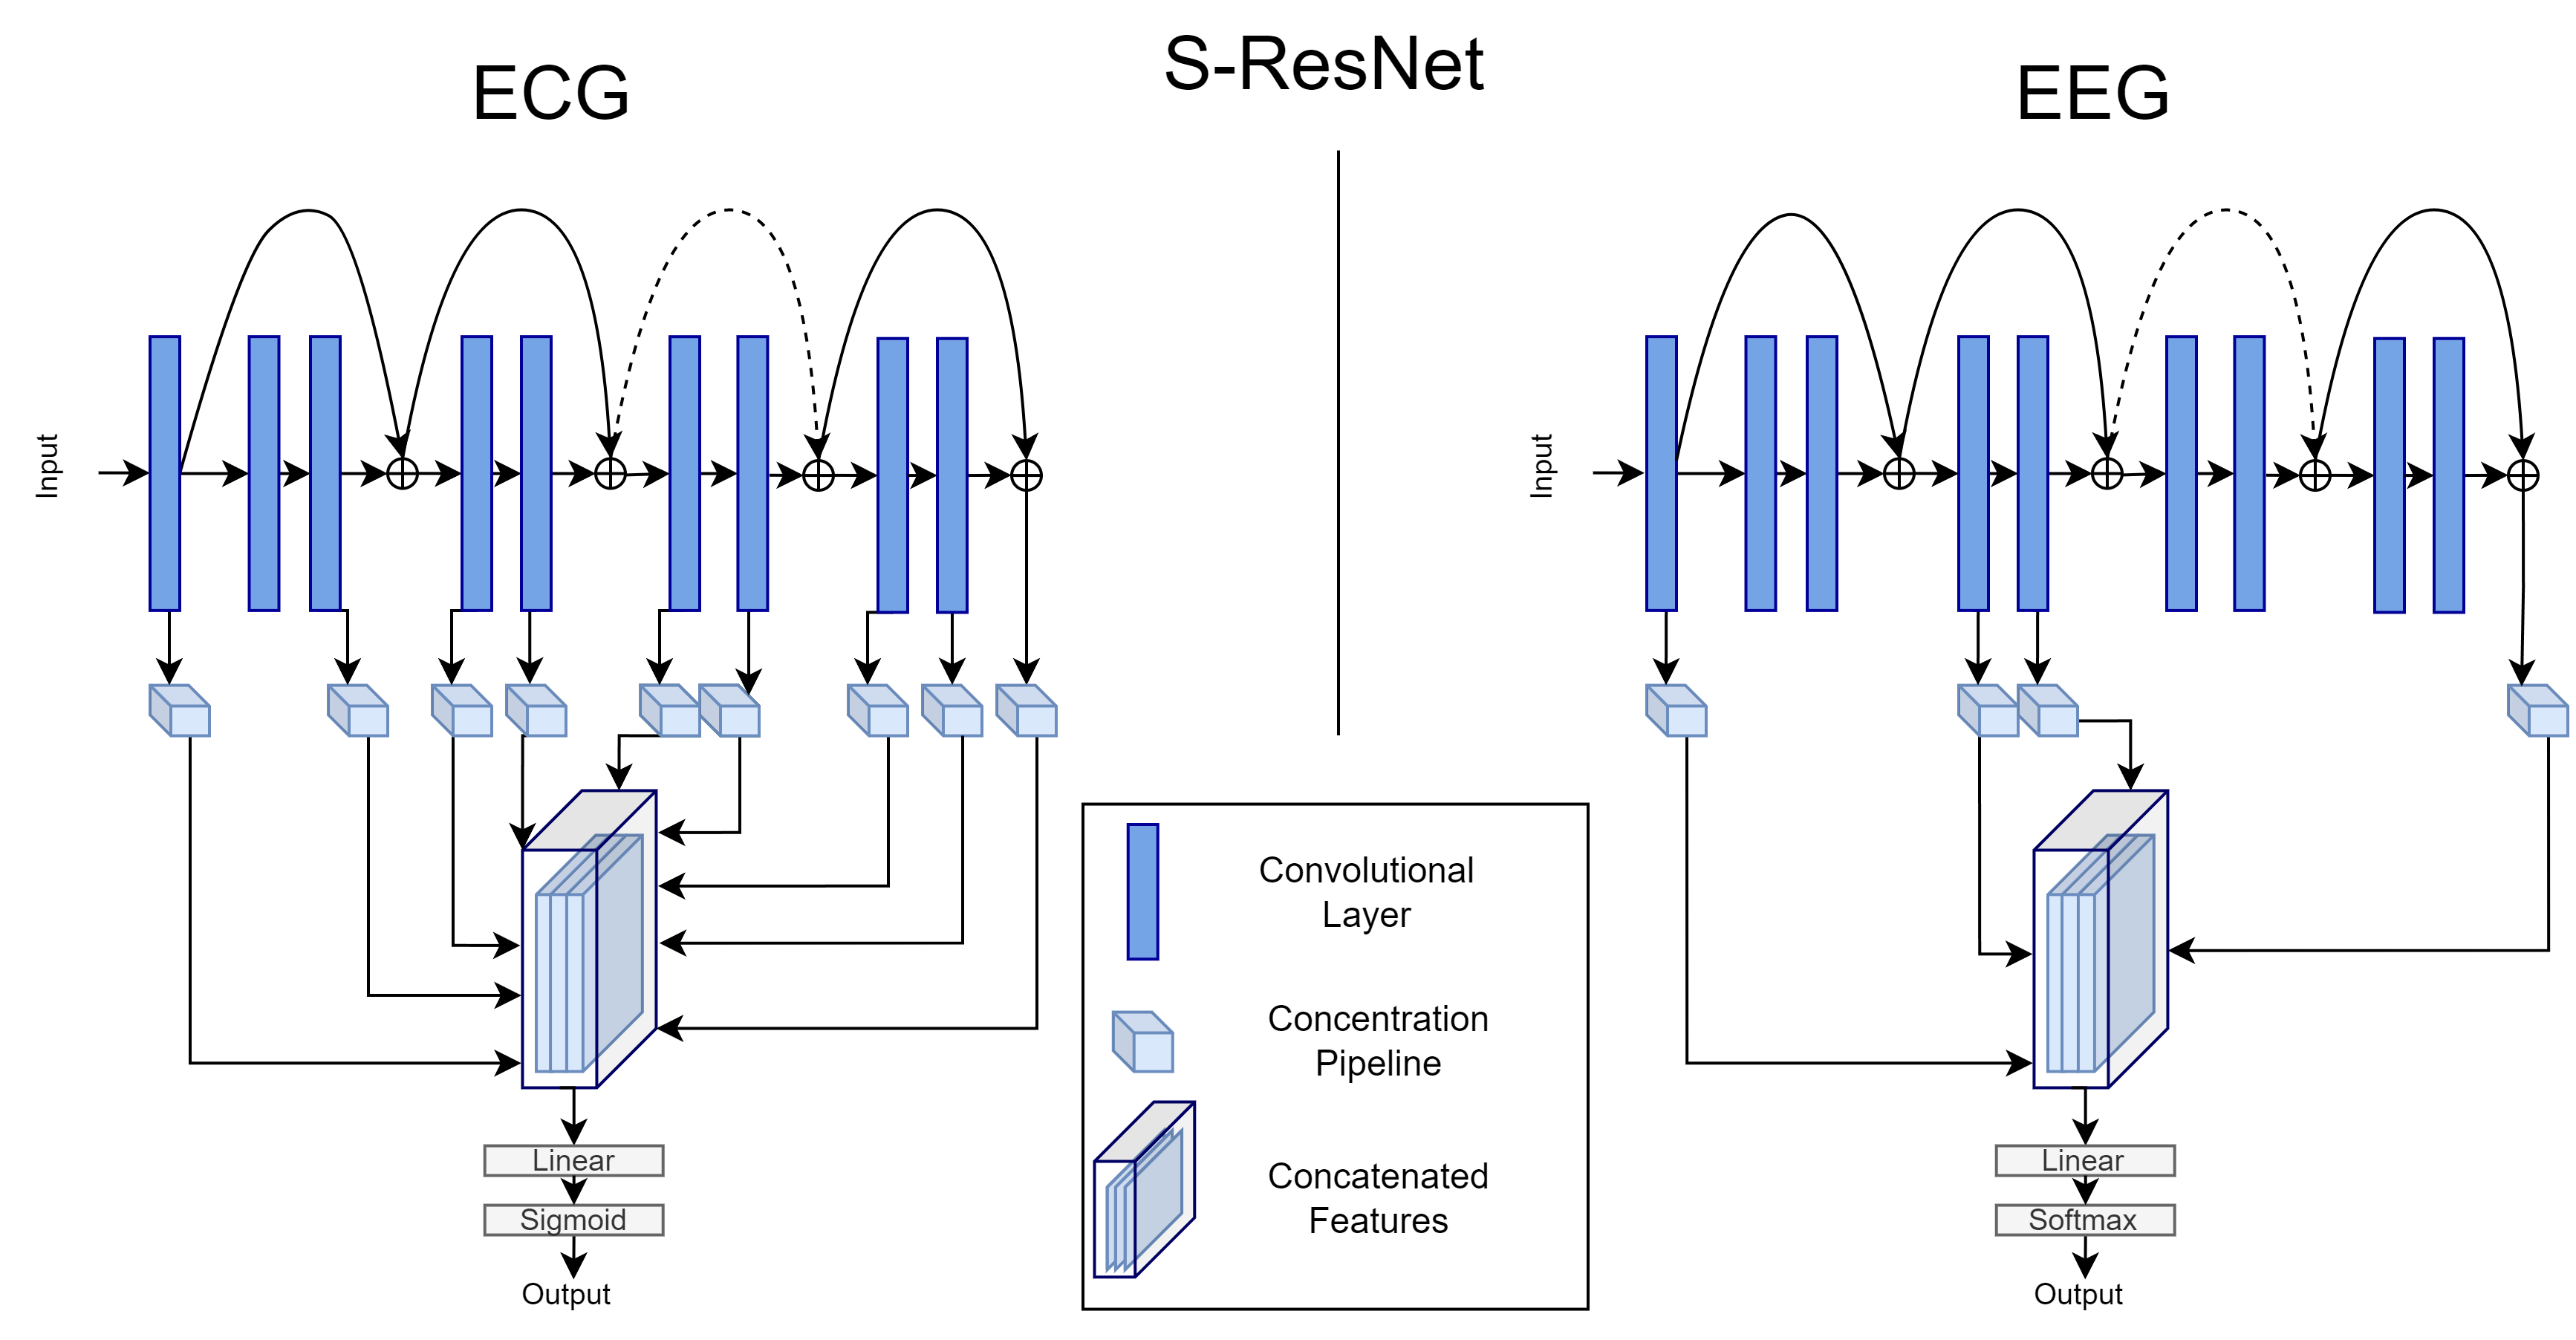 S-ResNet
ECG
EEG
Input
Input
Convolutional
Layer
Concentration
Pipeline
Concatenated
Features
Linear
Sigmoid
Output
Linear
Softmax
Output